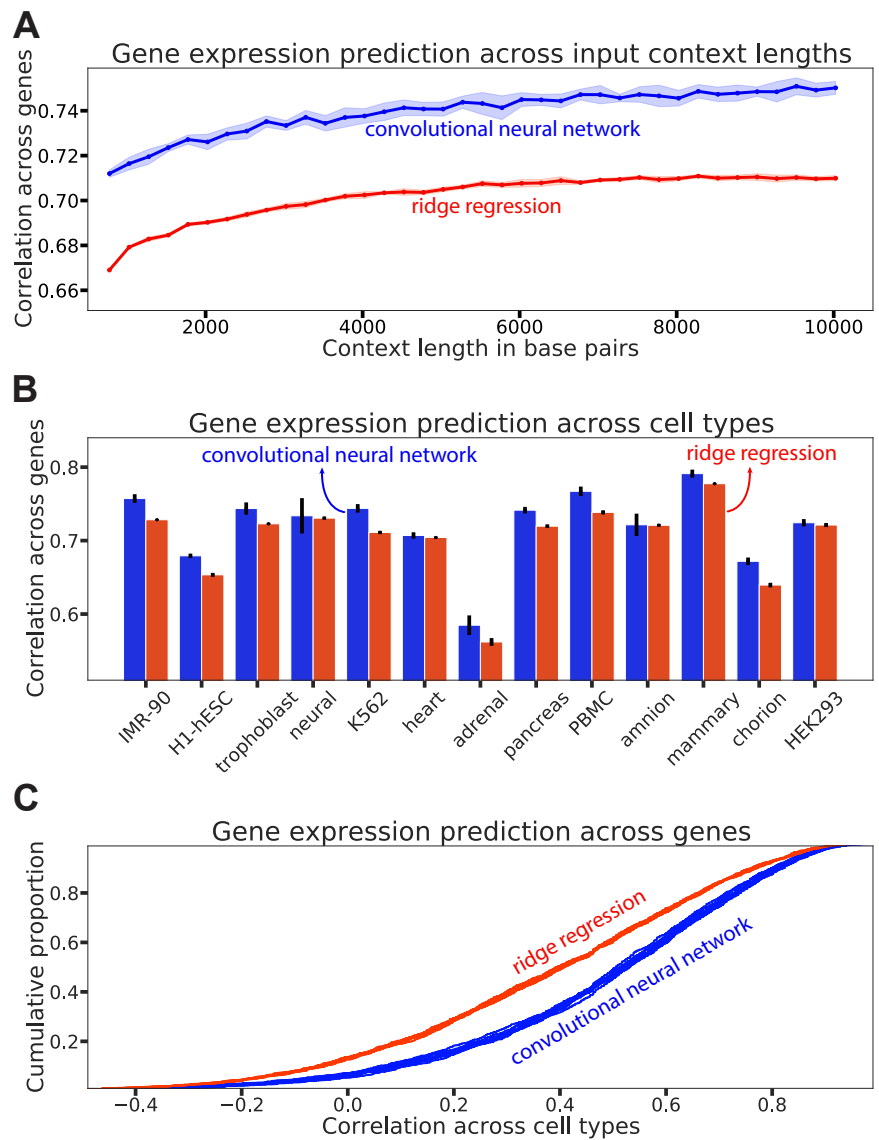 A
Gene expression prediction across input context lengths
Correlation across genes
0.74
0.72
0.70
0.68
0.66
convolutional neural network
ridge regression
2000 4000 6000 8000 10000
Context length in base pairs
B
Gene expression prediction across cell types
Correlation across genes
0.8
0.7
0.6
convolutional neural network
ridge regression
IMR-90 H1-hESC trophoblast neural K562 heart adrenal pancreas PBMC amnion mammary chorion HEK293
C
Gene expression prediction across genes
Cumulative proportion
0.8
0.6
0.4
0.2
ridge regression
convolutional neural network
−0.4 −0.2 0.0 0.2 0.4 0.6 0.8
Correlation across cell types